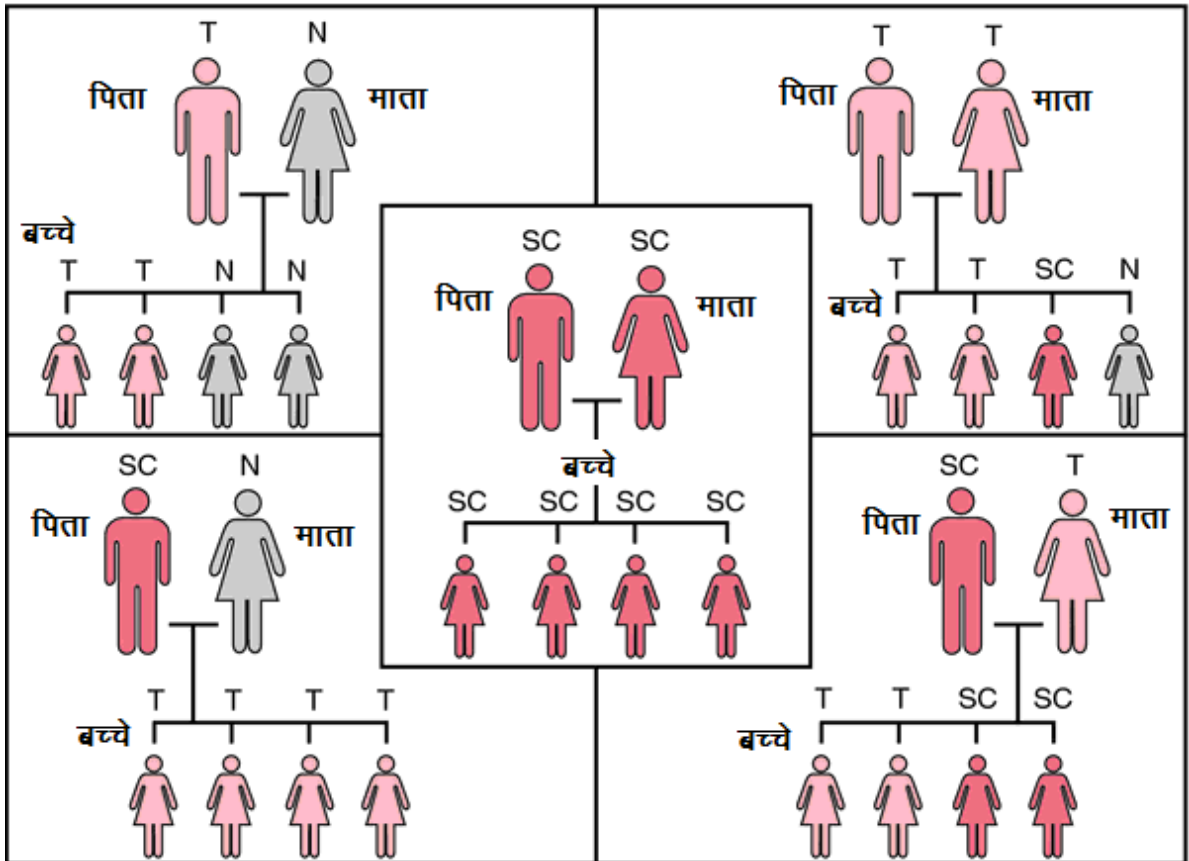 T N
पिता माता
बच्चे
T T N N
T T
पिता माता
बच्चे
T T SC N
SC SC
पिता माता
बच्चे
SC SC SC SC
SC N
पिता माता
बच्चे
T T T T
SC T
पिता माता
बच्चे
T T SC SC